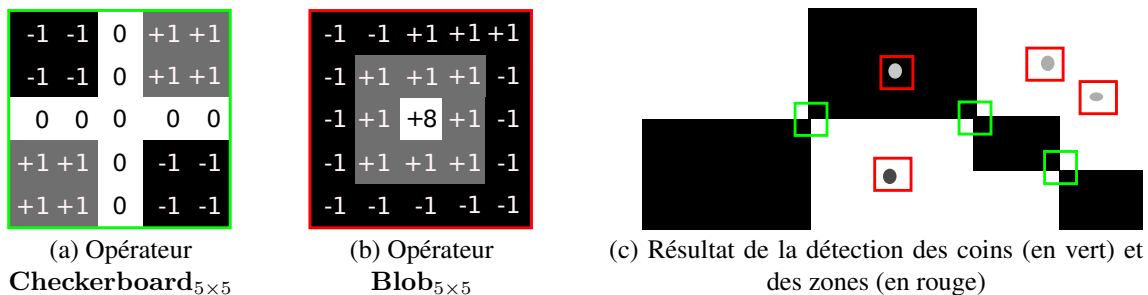 -1 -1 0 +1 +1
-1 -1 0 +1 +1
0 0 0 0 0
+1 +1 0 -1 -1
+1 +1 0 -1 -1
-1 -1 +1 +1 +1
-1 +1 +1 +1 -1
-1 +1 +8 +1 -1
-1 +1 +1 +1 -1
-1 -1 -1 -1 -1
(a) Opérateur
Checkerboard5×5
(b) Opérateur
Blob5×5
(c) Résultat de la détection des coins (en vert) et
des zones (en rouge)